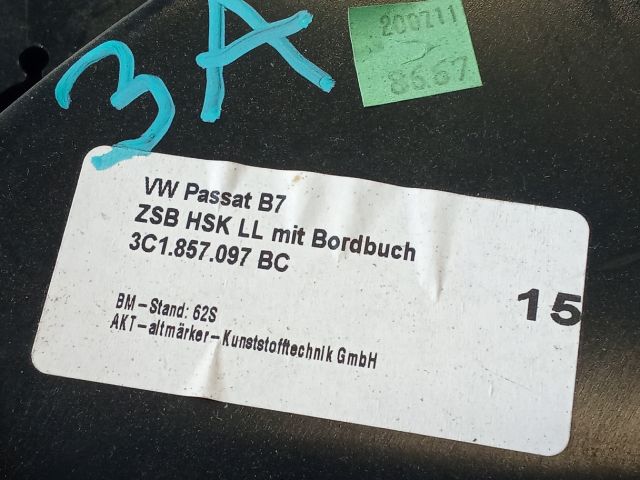 3A
200711
8667
VW Passat B7
ZSB HSK LL mit Bordbuch
3C1.857.097 BC
15
BM-Stand: 62S
AKT-altmärker-Kunststofftechnik GmbH